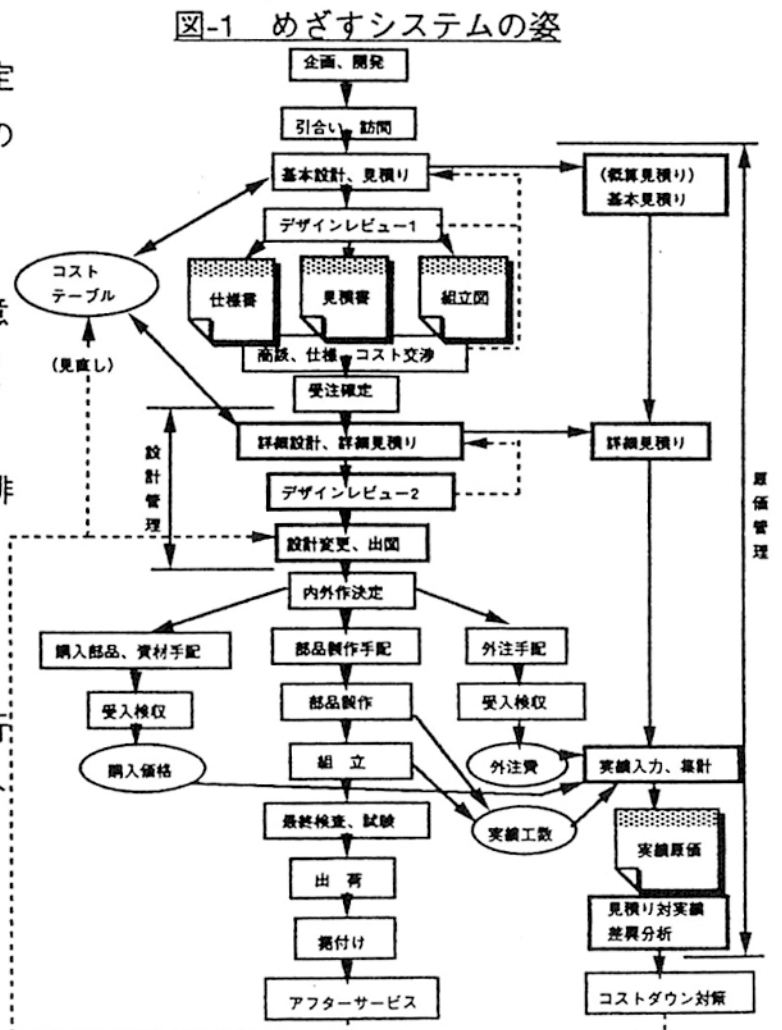 図-1 めざすシステムの姿
企画、開発
引合い、訪問
基本設計、見積り
(概算見積り)
基本見積り
デザインレビュー1
コスト
テーブル
仕様書
見積書
組立図
商談、仕様、コスト交渉
(見直し)
受注確定
詳細設計、詳細見積り
詳細見積り
設計管理
デザインレビュー2
原価管理
設計変更、出図
内外作決定
購入部品、資材手配
部品製作手配
外注手配
受入検収
部品製作
受入検収
購入価格
組 立
外注費
実績入力、集計
最終検査、試験
実績工数
実績原価
出 荷
見積り対実績
差異分析
据付け
アフターサービス
コストダウン対策
定
の
意
排